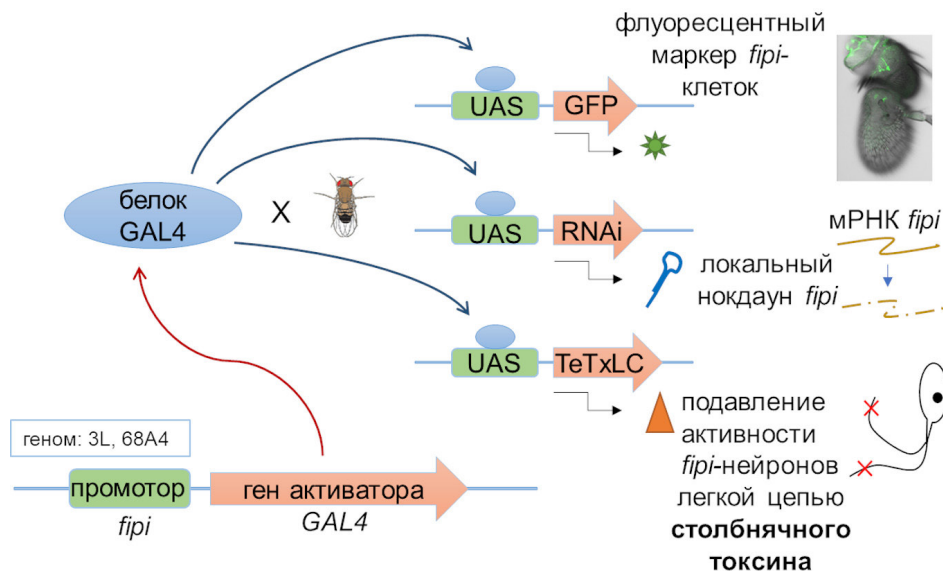 флуоресцентный
маркер fipi-
клеток
UAS
GFP
белок
GAL4
X
UAS
RNAi
мРНК fipi
локальный
нокдаун fipi
UAS
TeTxLC
подавление
активности
fipi-нейронов
легкой цепью
столбнячного
токсина
геном: 3L, 68A4
промотор
fipi
ген активатора
GAL4